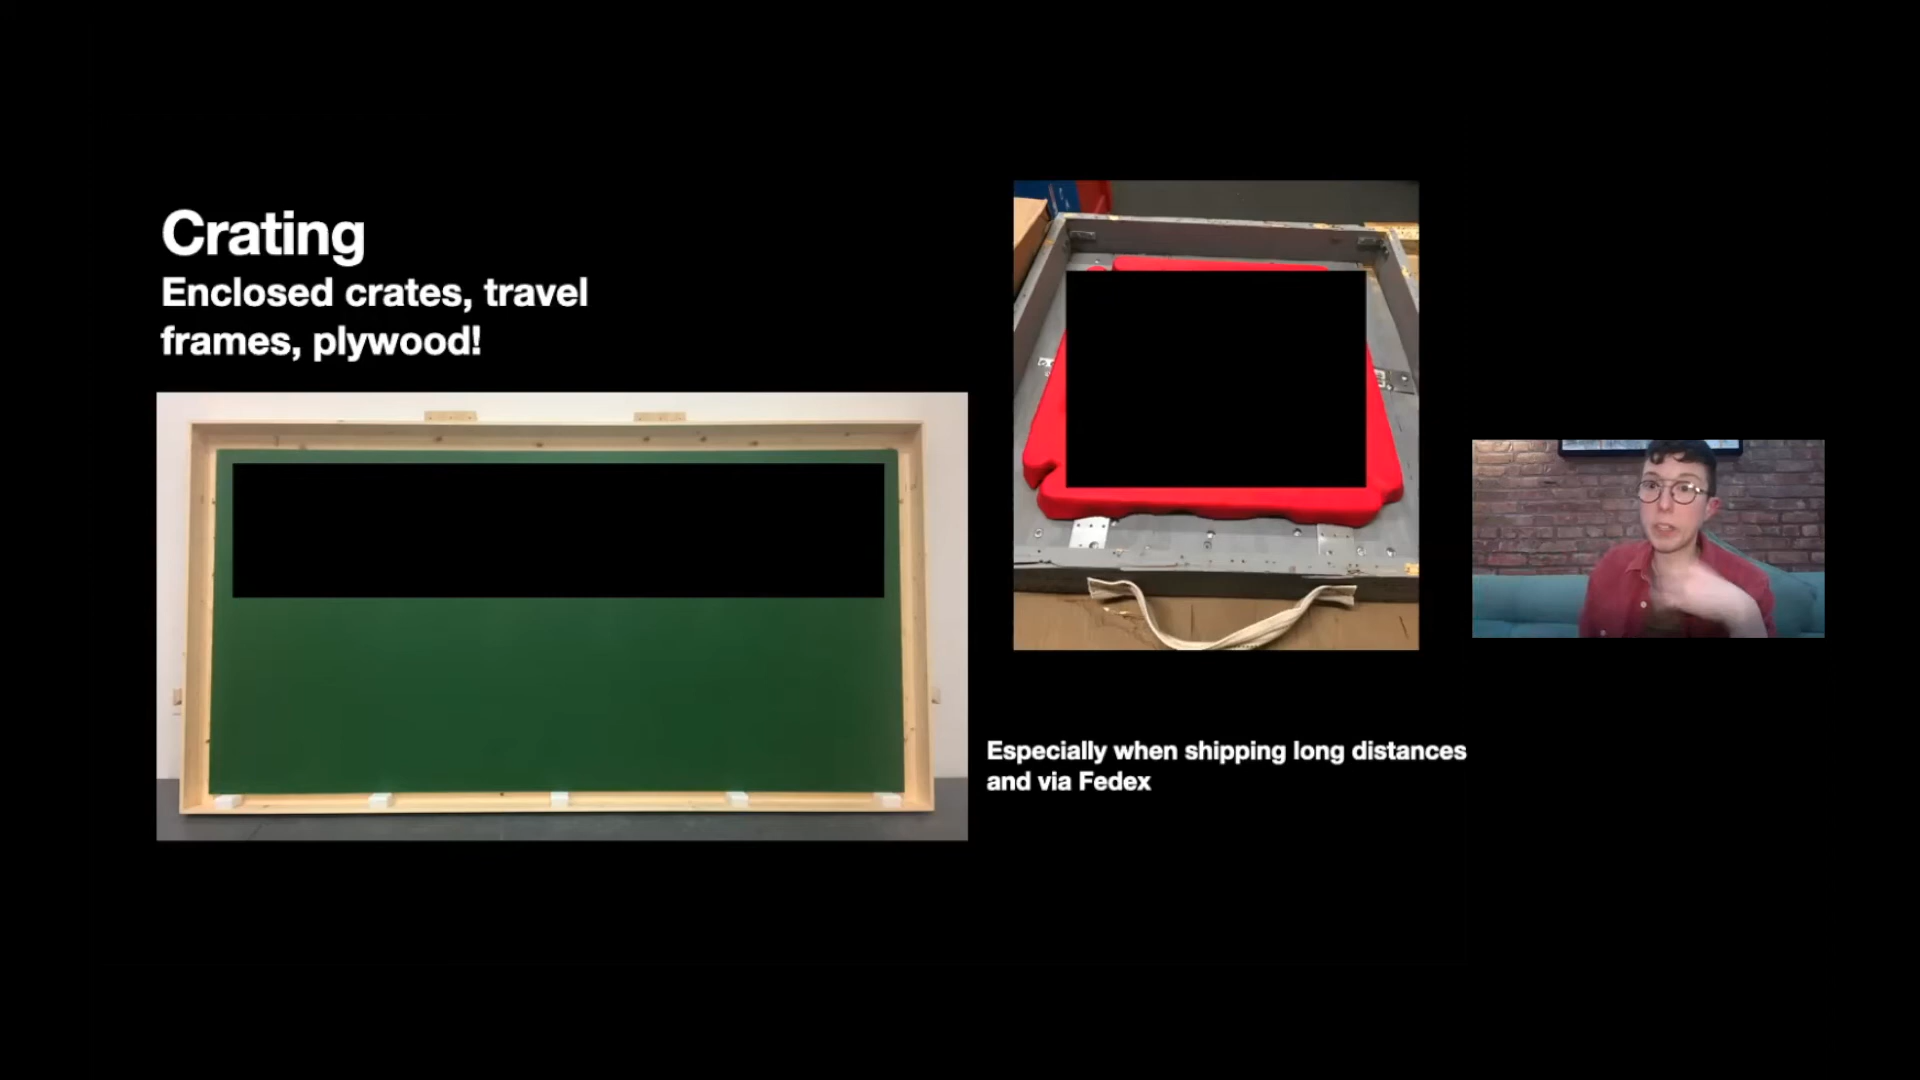 Crating
Enclosed crates, travel
frames, plywood!
Especially when shipping long distances
and via Fedex